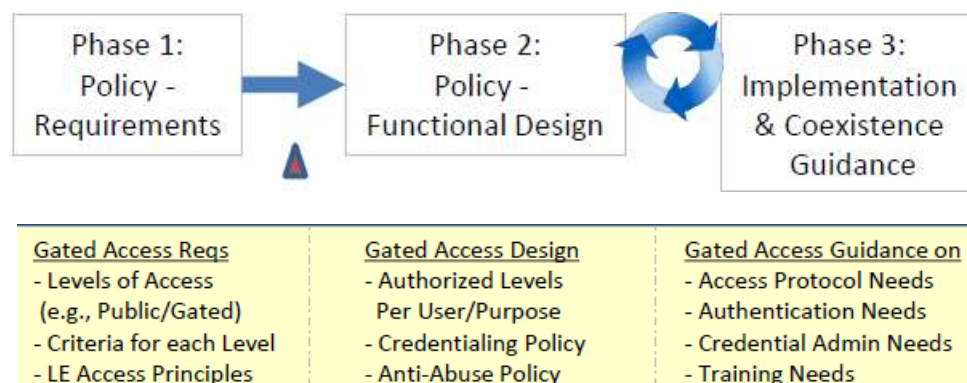 Phase 1:
Policy -
Requirements
Phase 2:
Policy -
Functional Design
Phase 3:
Implementation
& Coexistence
Guidance
Gated Access Reqs
- Levels of Access
(e.g., Public/Gated)
- Criteria for each Level
- LE Access Principles
Gated Access Design
- Authorized Levels
Per User/Purpose
- Credentialing Policy
- Anti-Abuse Policy
Gated Access Guidance on
- Access Protocol Needs
- Authentication Needs
- Credential Admin Needs
- Training Needs